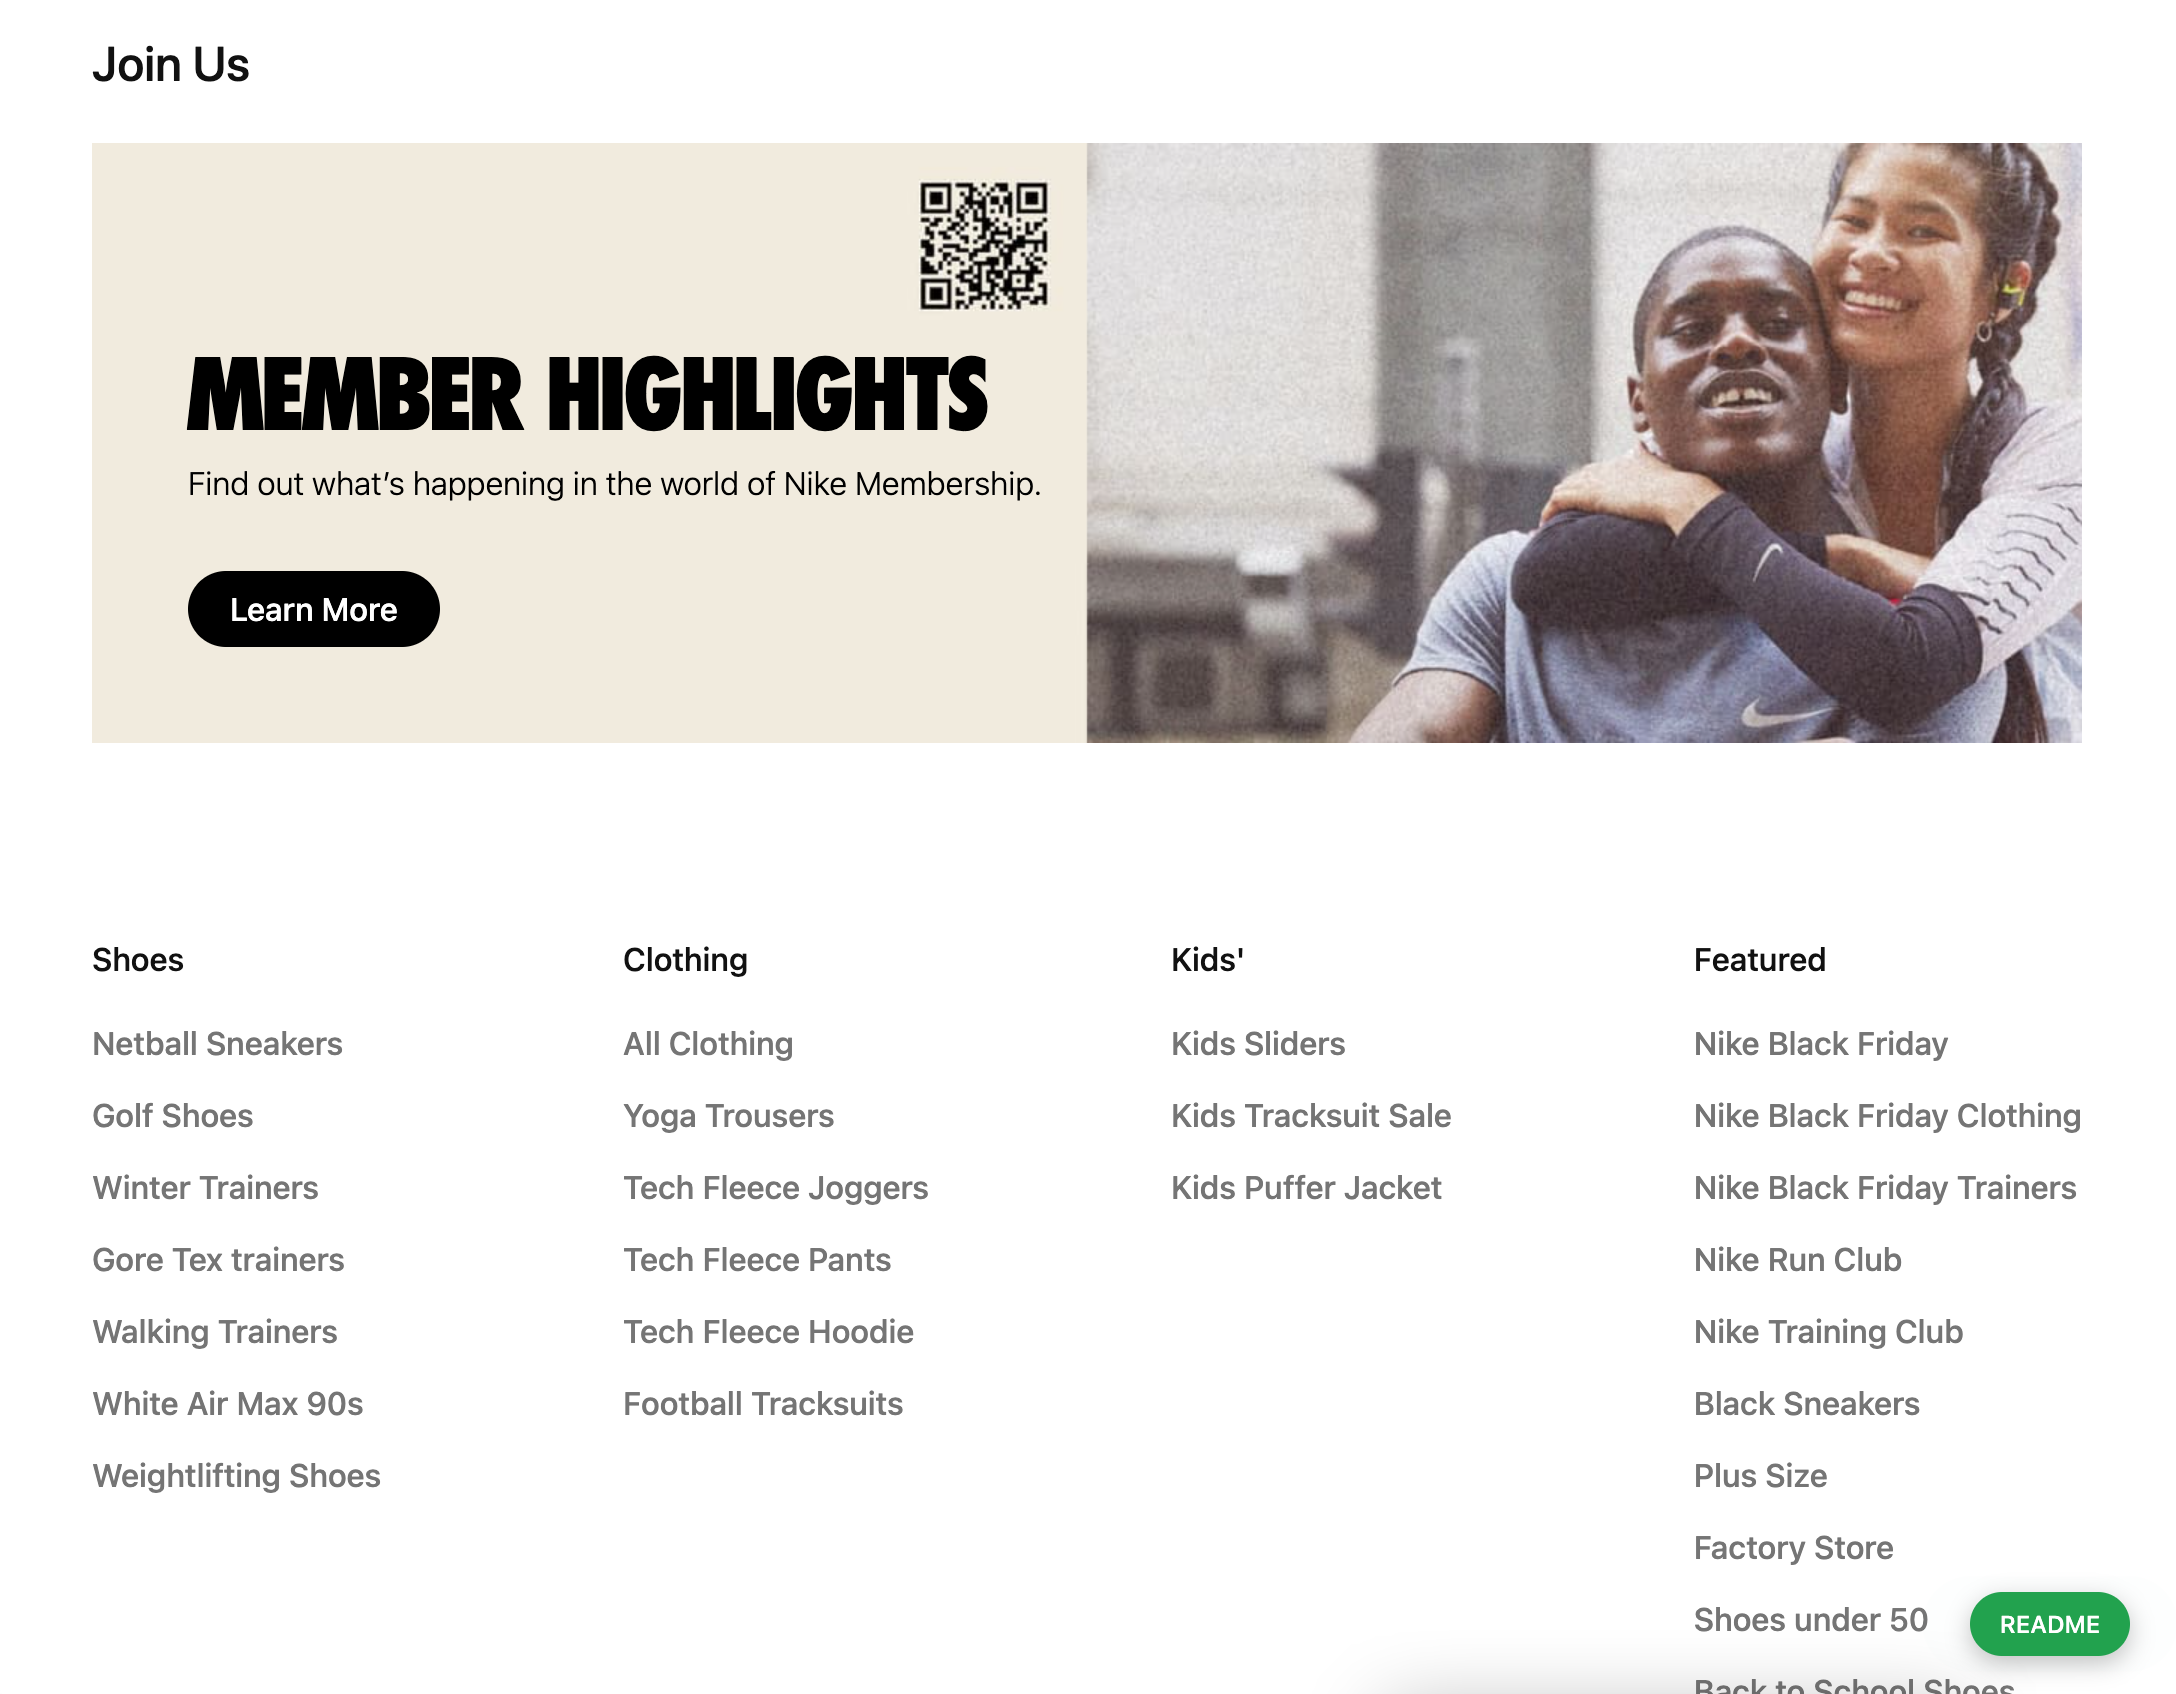 Join Us
MEMBER HIGHLIGHTS
Find out what’s happening in the world of Nike Membership.
Learn More
Shoes
Netball Sneakers
Golf Shoes
Winter Trainers
Gore Tex trainers
Walking Trainers
White Air Max 90s
Weightlifting Shoes
Clothing
All Clothing
Yoga Trousers
Tech Fleece Joggers
Tech Fleece Pants
Tech Fleece Hoodie
Football Tracksuits
Kids'
Kids Sliders
Kids Tracksuit Sale
Kids Puffer Jacket
Featured
Nike Black Friday
Nike Black Friday Clothing
Nike Black Friday Trainers
Nike Run Club
Nike Training Club
Black Sneakers
Plus Size
Factory Store
Shoes under 50
Back to School Shoes
README